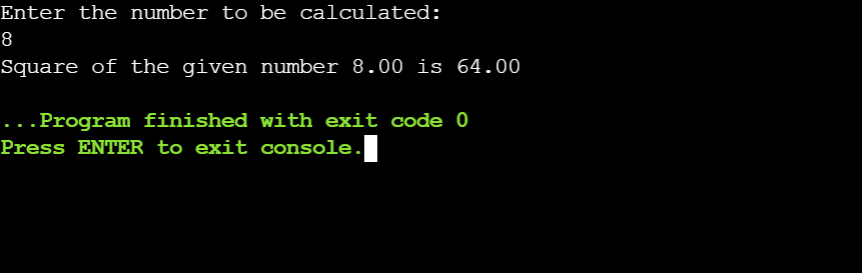 Enter the number to be calculated:
8
Square of the given number 8.00 is 64.00
...Program finished with exit code 0
Press ENTER to exit console.